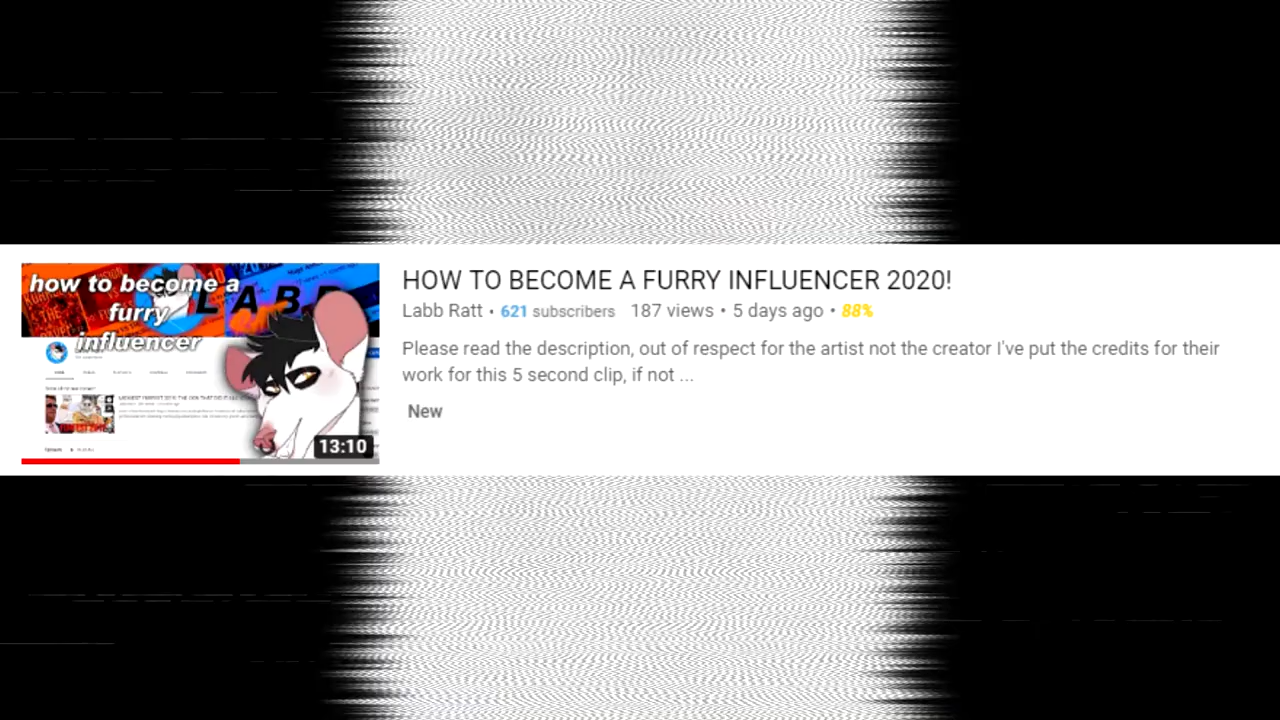 how to become a
furry
influencer
LAB
13:10
HOW TO BECOME A FURRY INFLUENCER 2020!
Labb Ratt • 621 subscribers 187 views • 5 days ago • 88%
Please read the description, out of respect for the artist not the creator I've put the credits for their
work for this 5 second clip, if not ...
New